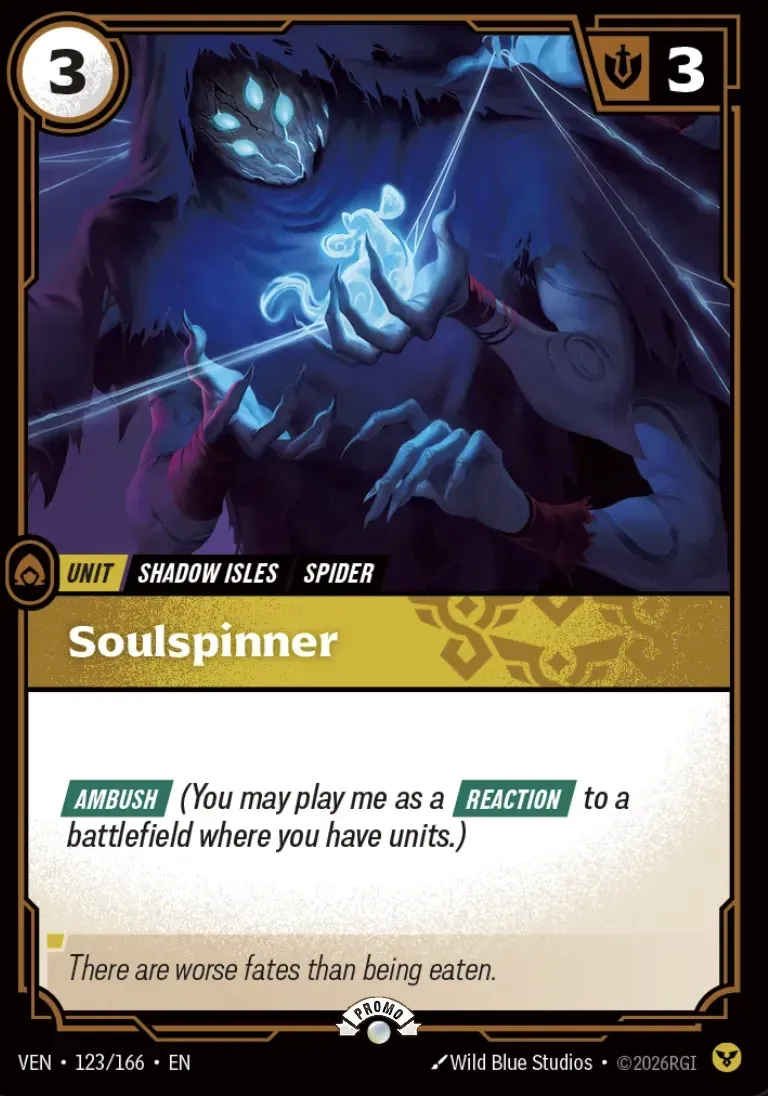 3
3
UNIT SHADOW ISLES SPIDER
Soulspinner
AMBUSH (You may play me as a REACTION to a
battlefield where you have units.)
There are worse fates than being eaten.
PROMO
VEN • 123/166 • EN Wild Blue Studios • ©2026RGI